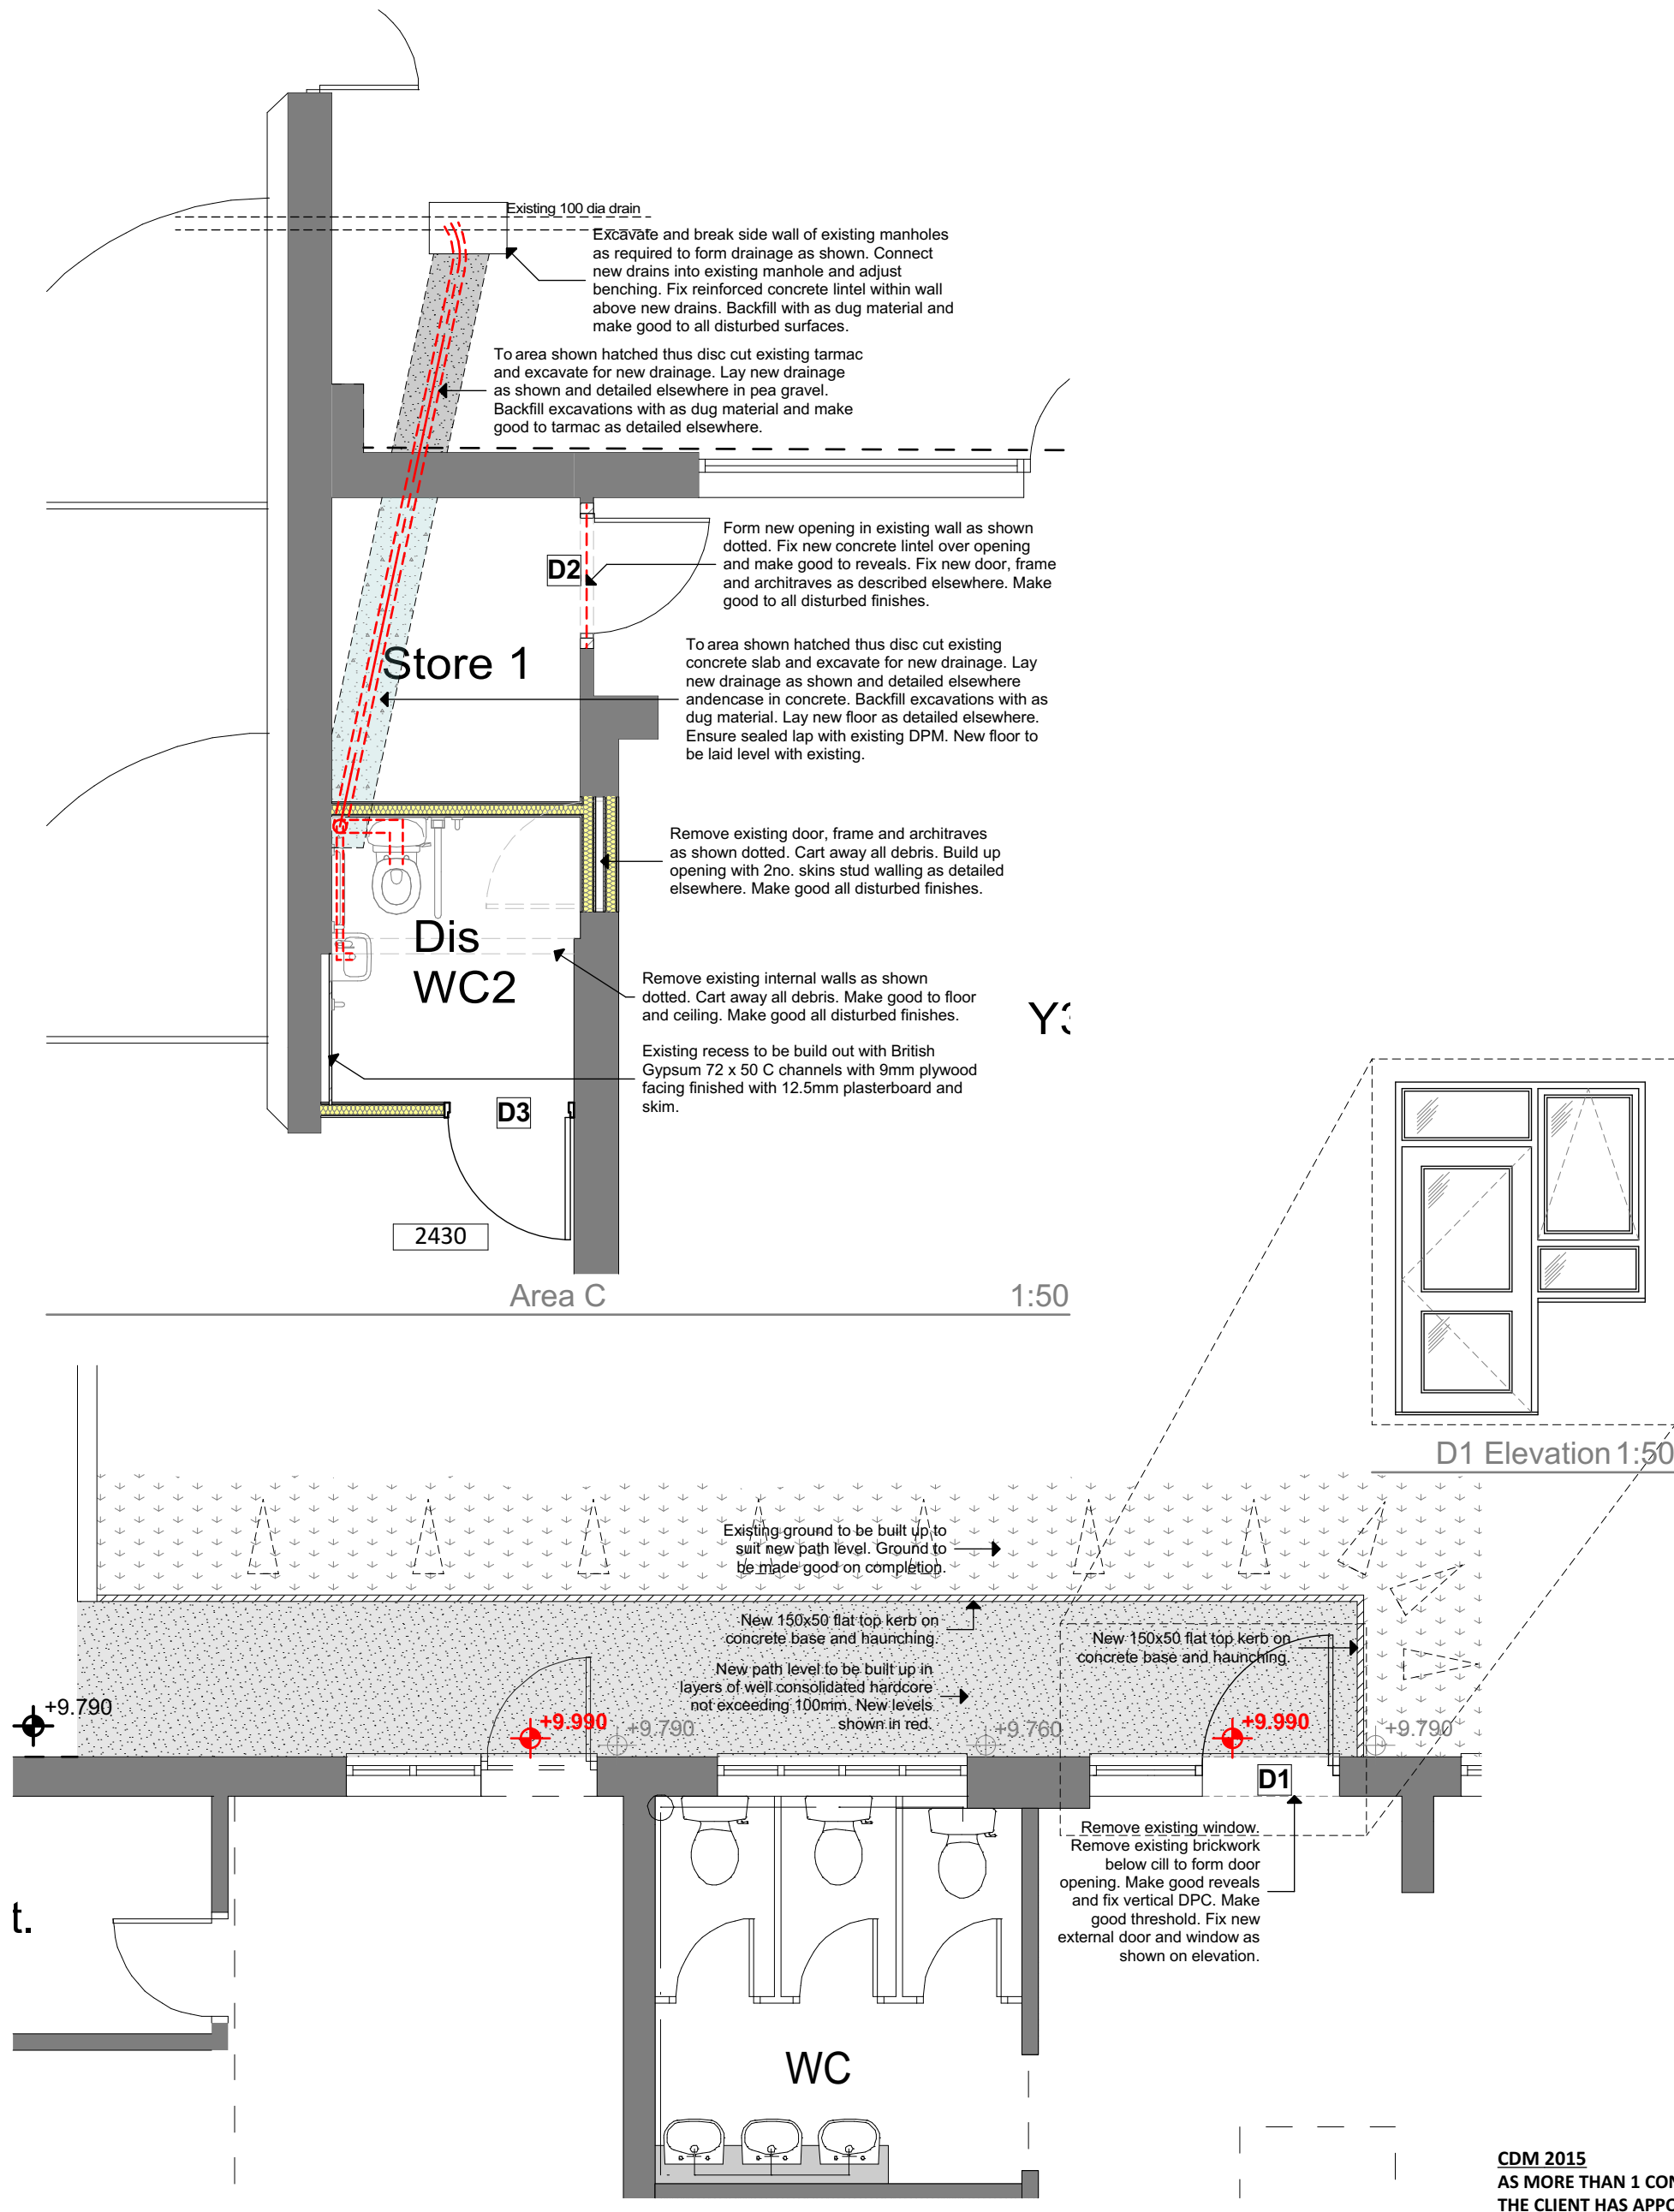 Existing 100 dia drain
Excavate and break side wall of existing manholes
as required to form drainage as shown. Connect
new drains into existing manhole and adjust
benching. Fix reinforced concrete lintel within wall
above new drains. Backfill with as dug material and
make good to all disturbed surfaces.
To area shown hatched thus disc cut existing tarmac
and excavate for new drainage. Lay new drainage
as shown and detailed elsewhere in pea gravel.
Backfill excavations with as dug material and make
good to tarmac as detailed elsewhere.
D2
Form new opening in existing wall as shown
dotted. Fix new concrete lintel over opening
and make good to reveals. Fix new door, frame
and architraves as described elsewhere. Make
good to all disturbed finishes.
Store 1
To area shown hatched thus disc cut existing
concrete slab and excavate for new drainage. Lay
new drainage as shown and detailed elsewhere
andencase in concrete. Backfill excavations with as
dug material. Lay new floor as detailed elsewhere.
Ensure sealed lap with existing DPM. New floor to
be laid level with existing.
Remove existing door, frame and architraves
as shown dotted. Cart away all debris. Build up
opening with 2no. skins stud walling as detailed
elsewhere. Make good all disturbed finishes.
Dis
WC2
Remove existing internal walls as shown
dotted. Cart away all debris. Make good to floor
and ceiling. Make good all disturbed finishes.
Existing recess to be build out with British
Gypsum 72 x 50 C channels with 9mm plywood
facing finished with 12.5mm plasterboard and
skim.
D3
2430
Area C
1:50
D1 Elevation 1:50
Existing ground to be built up to
suit new path level. Ground to
be made good on completion.
New 150x50 flat top kerb on
concrete base and haunching.
New 150x50 flat top kerb on
concrete base and haunching.
New path level to be built up in
layers of well consolidated hardcore
not exceeding 100mm. New levels
shown in red.
+9.790
+9.990
+9.790
+9.760
+9.990
+9.790
D1
Remove existing window.
Remove existing brickwork
below cill to form door
opening. Make good reveals
and fix vertical DPC. Make
good threshold. Fix new
external door and window as
shown on elevation.
t.
WC
CDM 2015
AS MORE THAN 1
THE CLIENT HAS